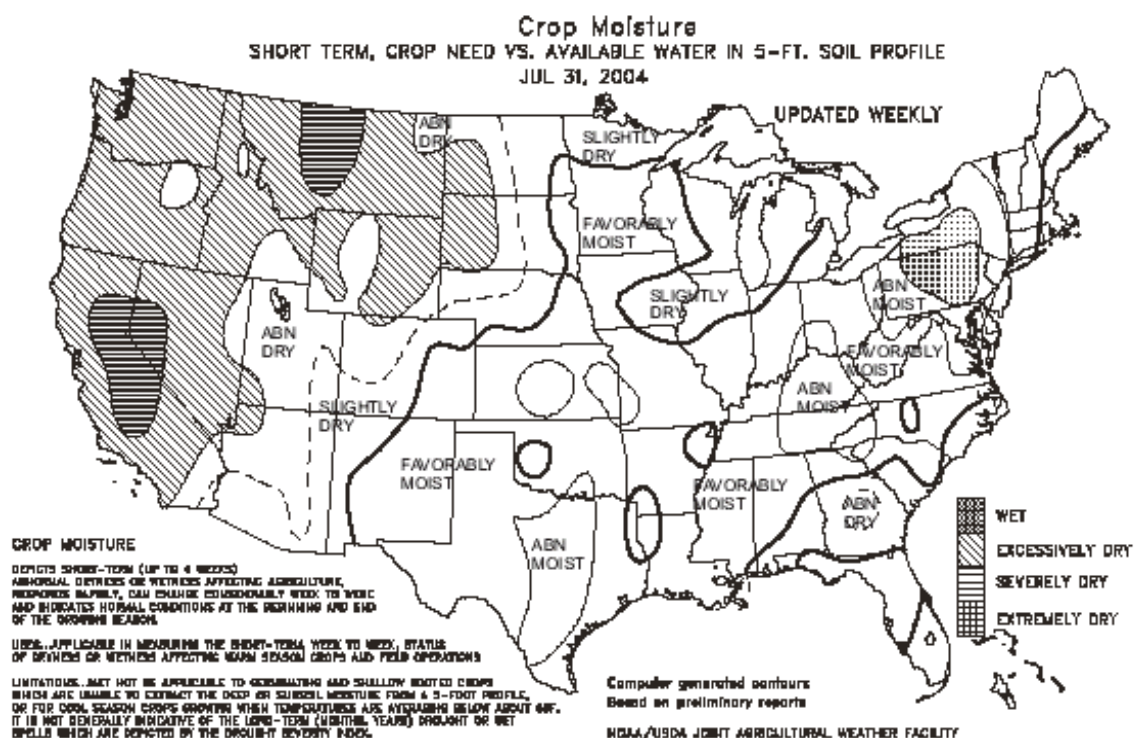 Crop Moisture
SHORT TERM, CROP NEED VS. AVAILABLE WATER IN 5-FT. SOIL PROFILE
JUL 31, 2004
UPDATED WEEKLY
ABN
DRY
SLIGHTLY
DRY
FAVORABLY
MOIST
SLIGHTLY
DRY
ABN
MOIST
ABN
DRY
FAVORABLY
MOIST
ABN
MOIST
SLIGHTLY
DRY
FAVORABLY
MOIST
FAVORABLY
MOIST
ABN
DRY
ABN
MOIST
WET
EXCESSIVELY DRY
SEVERELY DRY
EXTREMELY DRY
CROP MOISTURE
DEPICTS SHORT-TERM (UP TO 4 WEEKS)
ABNORMAL DRYNESS OR WETNESS AFFECTING AGRICULTURE,
RESPONDS RAPIDLY, CAN CHANGE CONSIDERABLY WEEK TO WEEK
AND INDICATES NORMAL CONDITIONS AT THE BEGINNING AND END
OF THE GROWING SEASON.
USES...APPLICABLE IN MEASURING THE SHORT-TERM, WEEK TO WEEK, STATUS
OF DRYNESS OR WETNESS AFFECTING WARM SEASON CROPS AND FIELD OPERATIONS
LIMITATIONS...MAY NOT BE APPLICABLE TO GERMINATING AND SHALLOW ROOTED CROPS
WHICH ARE UNABLE TO EXTRACT THE DEEP OR SUBSOIL MOISTURE FROM A 5-FOOT PROFILE,
OR FOR COOL SEASON CROPS GROWING WHEN TEMPERATURES ARE AVERAGING BELOW ABOUT
IT IS NOT GENERALLY INDICATIVE OF THE LONG-TERM (MONTHS, YEARS) DROUGHT OR WET
SPELLS WHICH ARE DEPICTED BY THE DROUGHT SEVERITY INDEX.
Computer generated contours
Based on preliminary reports
NOAA/USDA JOINT AGRICULTURAL WEATHER FACILITY